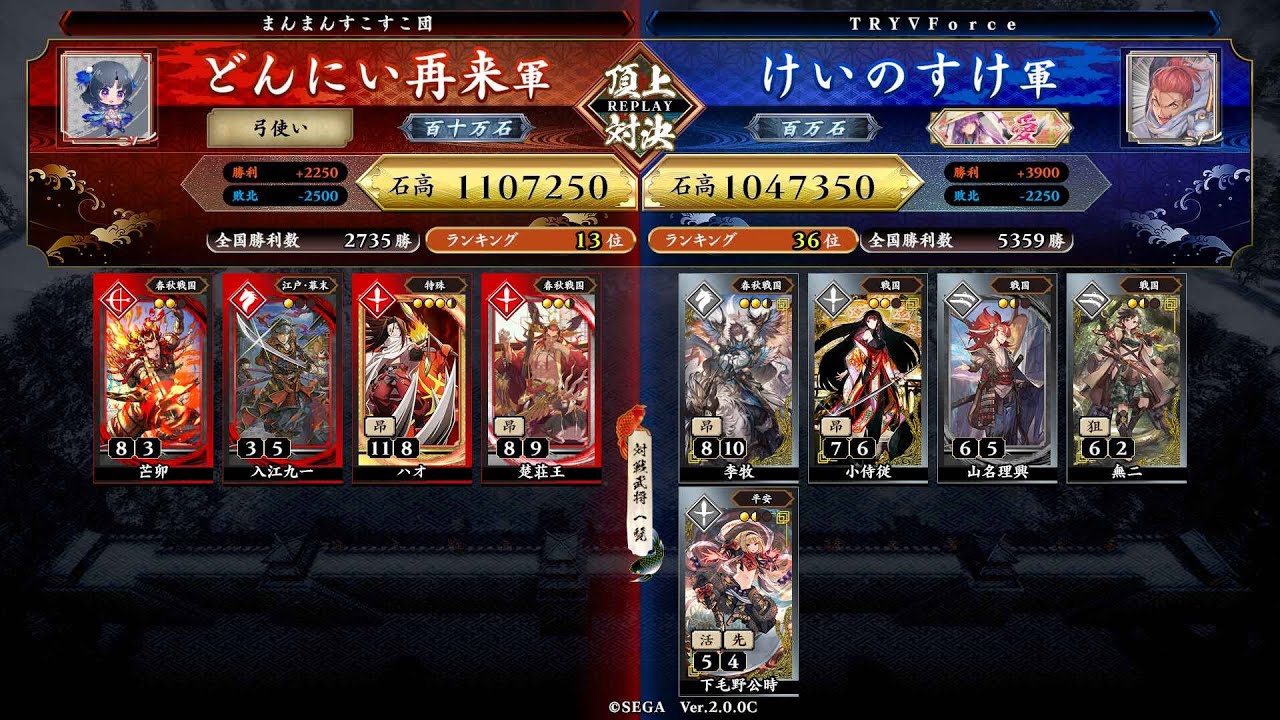 まんまんすこすこ団
TRY∇Force
どんにい再来軍
頂上
REPLAY
対決
けいのすけ軍
弓使い
百十万石
百万石
愛
勝利 +2250
敗北 -2500
石高 1107250
石高 1047350
勝利 +3900
敗北 -2250
全国勝利数 2735勝
ランキング 13位
ランキング 36位
全国勝利数 5359勝
春秋戦国
8 3
芒卯
江戸・幕末
3 5
入江九一
特殊
昂
11 8
ハオ
春秋戦国
昂
8 9
楚荘王
対戦武将一覧
春秋戦国
昂
8 10
李牧
戦国
昂
7 6
小侍従
戦国
6 5
山名理興
戦国
狙
6 2
無二
平安
活 先
5 4
下毛野公時
©SEGA Ver.2.0.0C